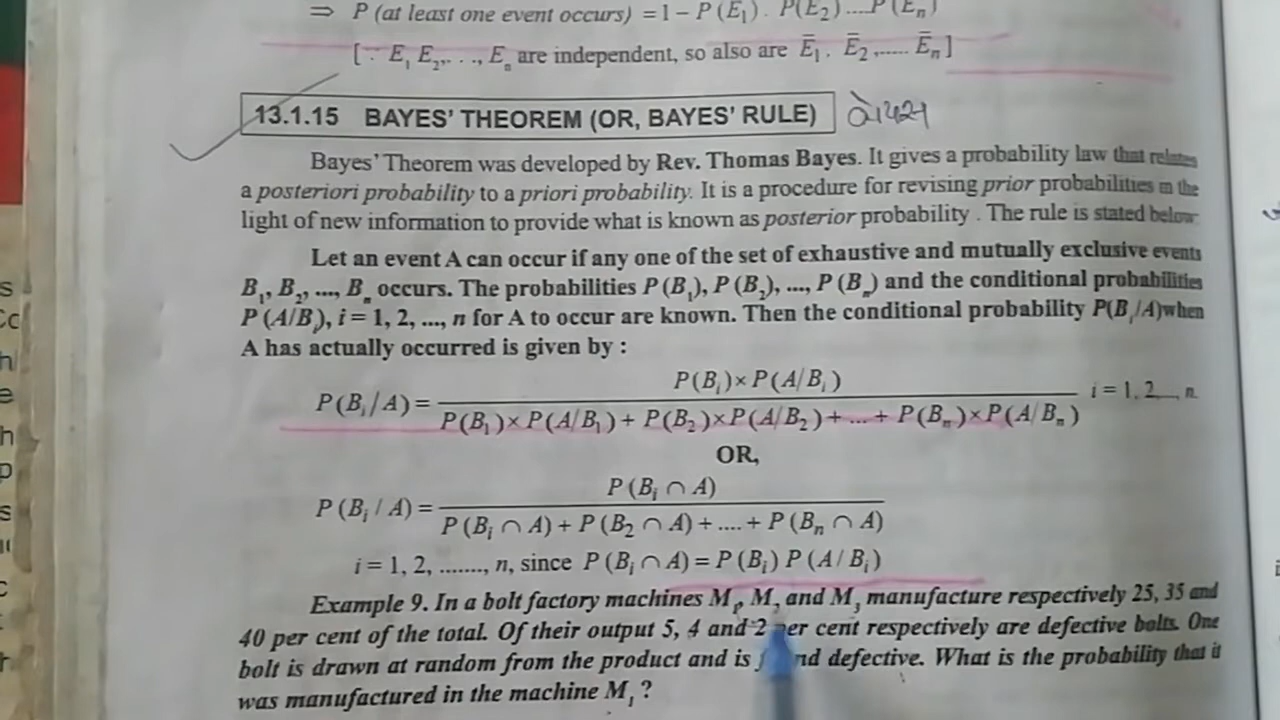 ⇒ P (at least one event occurs) = 1 – P (E₁) . P(E₂) ....P (Eₙ)
[∵ E₁ E₂,. . ., Eₙ are independent, so also are Ē₁ . Ē₂ ,...... Ēₙ ]
13.1.15 BAYES' THEOREM (OR, BAYES' RULE)
Bayes' Theorem was developed by Rev. Thomas Bayes. It gives a probability law that relates
a posteriori probability to a priori probability. It is a procedure for revising prior probabilities in the
light of new information to provide what is known as posterior probability . The rule is stated below:
Let an event A can occur if any one of the set of exhaustive and mutually exclusive events
B₁, B₂, ..., Bₙ occurs. The probabilities P (B₁), P (B₂), ..., P (Bₙ) and the conditional probabilities
P (A/Bᵢ), i = 1, 2, ..., n for A to occur are known. Then the conditional probability P(Bᵢ/A)when
A has actually occurred is given by :
P(Bᵢ/A) = P(Bᵢ)× P(A/Bᵢ) / P(B₁)× P(A/B₁) + P(B₂)×P(A/B₂) + ... + P(Bₙ)×P(A/Bₙ) i = 1, 2,..., n.
OR,
P (Bᵢ / A) = P (Bᵢ ∩ A) / P (Bᵢ ∩ A) + P (B₂ ∩ A) + .... + P (Bₙ ∩ A)
i = 1, 2, ........, n, since P (Bᵢ ∩ A) = P (Bᵢ) P (A / Bᵢ)
Example 9. In a bolt factory machines M₁, M₂ and M₃ manufacture respectively 25, 35 and
40 per cent of the total. Of their output 5, 4 and 2 per cent respectively are defective bolts. One
bolt is drawn at random from the product and is defective. What is the probability that it
was manufactured in the machine M₁ ?